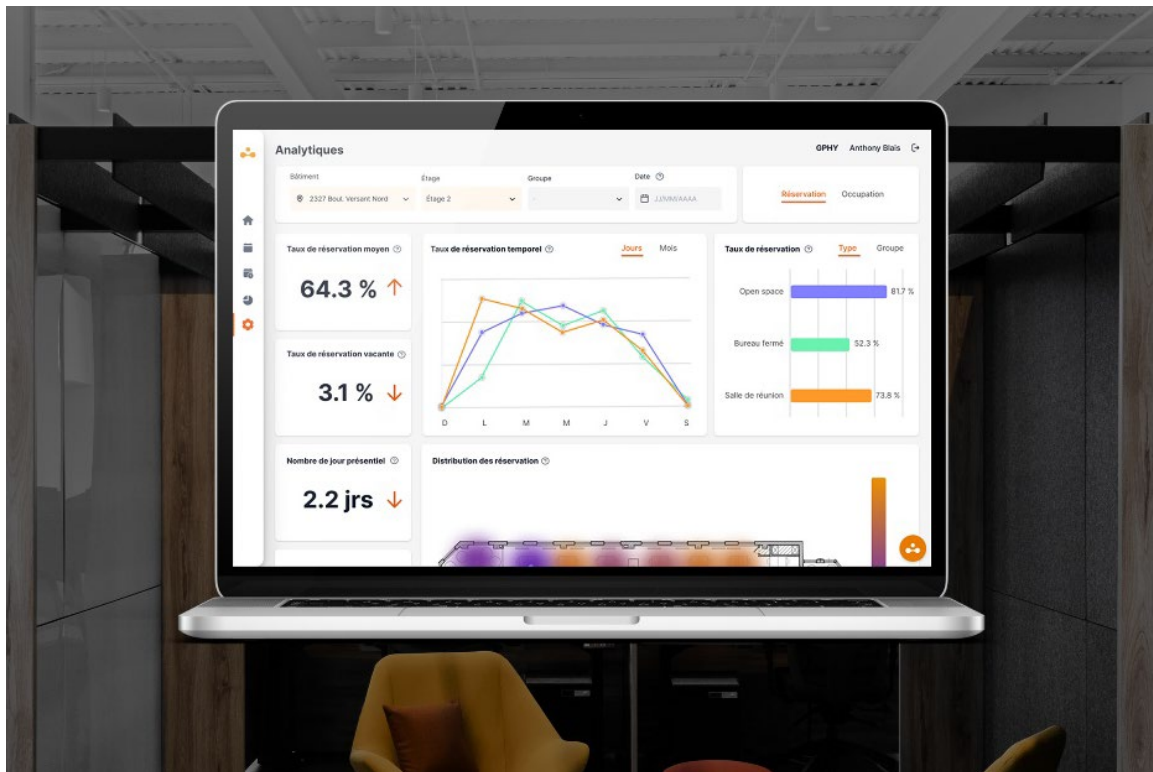 Analytiques
GPHY Anthony Blais
Bâtiment
Étage
Groupe
Date
2327 Boul. Versant Nord
Étage 2
-
JJ/MM/AAAA
Réservation Occupation
Taux de réservation moyen
64.3 %
Taux de réservation vacante
3.1 %
Nombre de jour présentiel
2.2 jrs
Taux de réservation temporel
Jours Mois
D L M M J V S
Taux de réservation
Type Groupe
Open space 81.7 %
Bureau fermé 52.3 %
Salle de réunion 73.8 %
Distribution des réservation